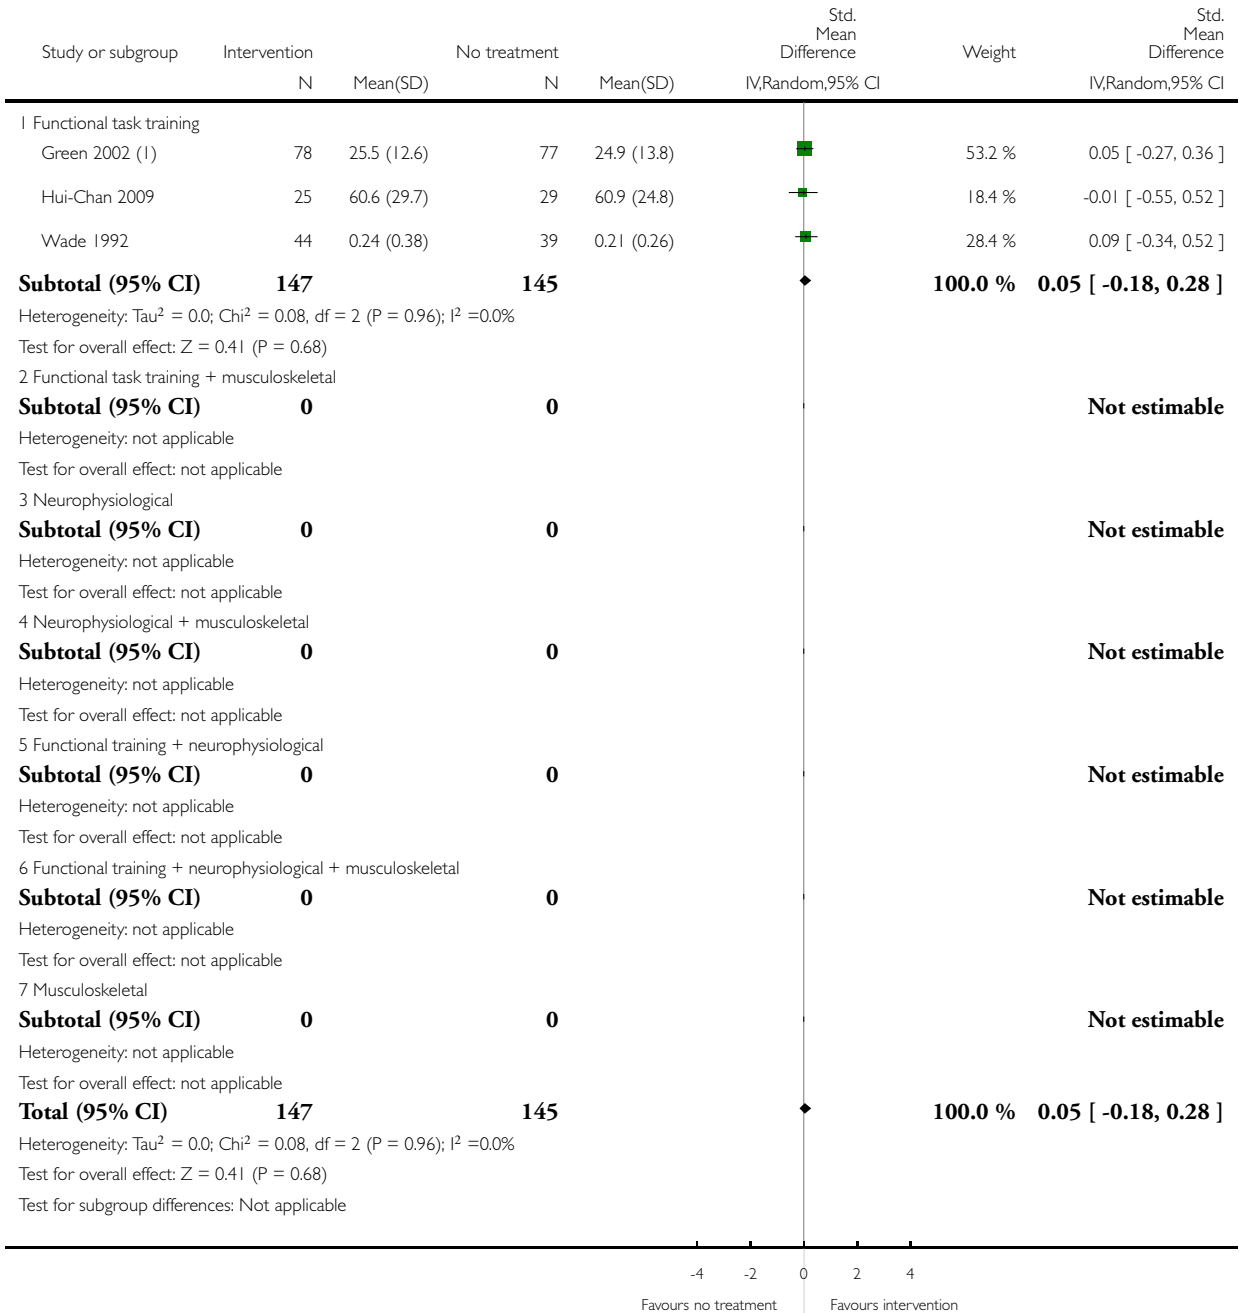 Study or subgroup Intervention No treatment Std. Mean Difference Weight Std. Mean Difference
N Mean(SD) N Mean(SD) IV,Random,95% CI IV,Random,95% CI
1 Functional task training
Green 2002 (1) 78 25.5 (12.6) 77 24.9 (13.8) 53.2 % 0.05 [ -0.27, 0.36 ]
Hui-Chan 2009 25 60.6 (29.7) 29 60.9 (24.8) 18.4 % -0.01 [ -0.55, 0.52 ]
Wade 1992 44 0.24 (0.38) 39 0.21 (0.26) 28.4 % 0.09 [ -0.34, 0.52 ]
Subtotal (95% CI) 147 145 100.0 % 0.05 [ -0.18, 0.28 ]
Heterogeneity: Tau² = 0.0; Chi² = 0.08, df = 2 (P = 0.96); I² =0.0%
Test for overall effect: Z = 0.41 (P = 0.68)
2 Functional task training + musculoskeletal
Subtotal (95% CI) 0 0 Not estimable
Heterogeneity: not applicable
Test for overall effect: not applicable
3 Neurophysiological
Subtotal (95% CI) 0 0 Not estimable
Heterogeneity: not applicable
Test for overall effect: not applicable
4 Neurophysiological + musculoskeletal
Subtotal (95% CI) 0 0 Not estimable
Heterogeneity: not applicable
Test for overall effect: not applicable
5 Functional training + neurophysiological
Subtotal (95% CI) 0 0 Not estimable
Heterogeneity: not applicable
Test for overall effect: not applicable
6 Functional training + neurophysiological + musculoskeletal
Subtotal (95% CI) 0 0 Not estimable
Heterogeneity: not applicable
Test for overall effect: not applicable
7 Musculoskeletal
Subtotal (95% CI) 0 0 Not estimable
Heterogeneity: not applicable
Test for overall effect: not applicable
Total (95% CI) 147 145 100.0 % 0.05 [ -0.18, 0.28 ]
Heterogeneity: Tau² = 0.0; Chi² = 0.08, df = 2 (P = 0.96); I² =0.0%
Test for overall effect: Z = 0.41 (P = 0.68)
Test for subgroup differences: Not applicable
-4 -2 0 2 4
Favours no treatment Favours intervention